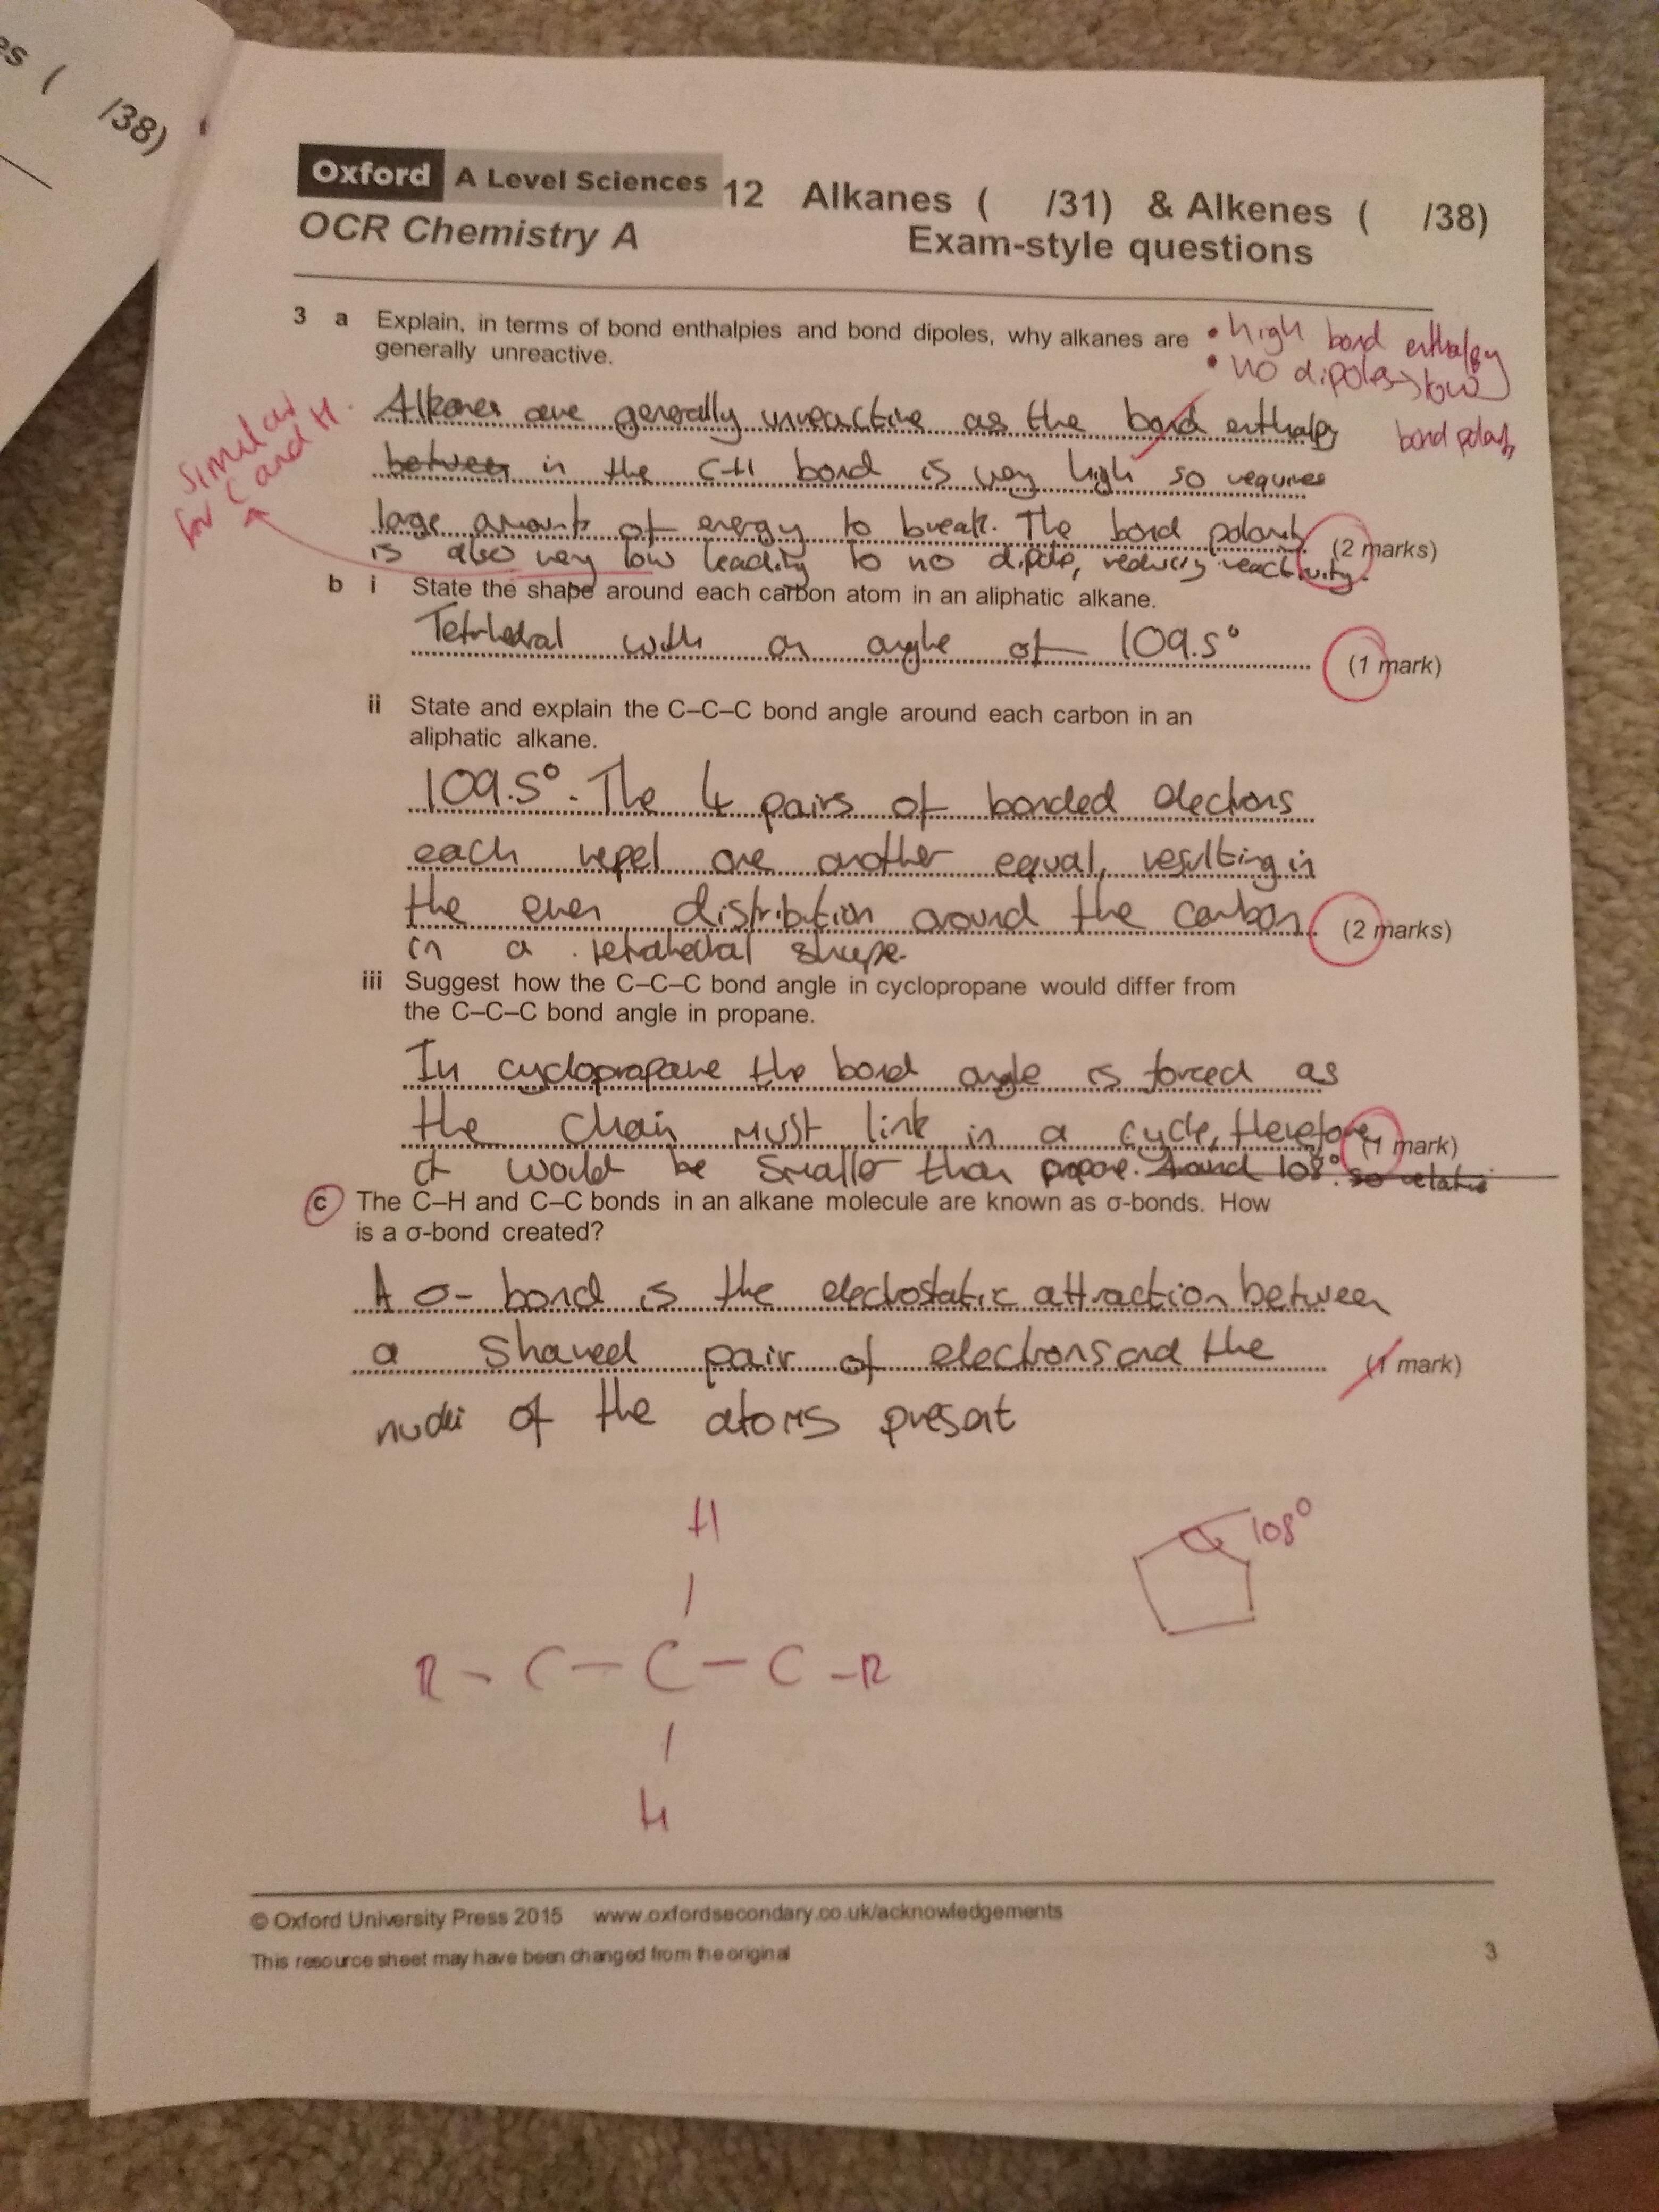 es (
/38)
Oxford A Level Sciences 12 Alkanes ( /31) & Alkenes ( /38)
OCR Chemistry A Exam-style questions
3 a Explain, in terms of bond enthalpies and bond dipoles, why alkanes are
generally unreactive.
• high bond enthalpy
• no dipoles → low
bond polarity
Alkanes are generally unreactive as the bond enthalpy
between in the C-H bond is very high so requires
large amounts of energy to break. The bond polarity (2 marks)
is also very low leading to no dipole, reducing reactivity.
similar
for C and H.
b i State the shape around each carbon atom in an aliphatic alkane.
Tetrhedral with an angle of 109.5°
(1 mark)
ii State and explain the C–C–C bond angle around each carbon in an
aliphatic alkane.
109.5°. The 4 pairs of bonded electrons
each repel one another equal, resulting in
the even distribution around the carbon (2 marks)
in a tetrahedral shape.
iii Suggest how the C–C–C bond angle in cyclopropane would differ from
the C–C–C bond angle in propane.
In cyclopropane the bond angle is forced as
the chain must link in a cycle, therefore (1 mark)
it would be smaller than propane. Around 108°. so relative
c The C–H and C–C bonds in an alkane molecule are known as σ-bonds. How
is a σ-bond created?
A σ- bond is the electrostatic attraction between
a shared pair of electrons and the (1 mark)
nuclei of the atoms present
H
108°
R - C - C - C - R
H
© Oxford University Press 2015 www.oxfordsecondary.co.uk/acknowledgements
This resource sheet may have been changed from the original
3